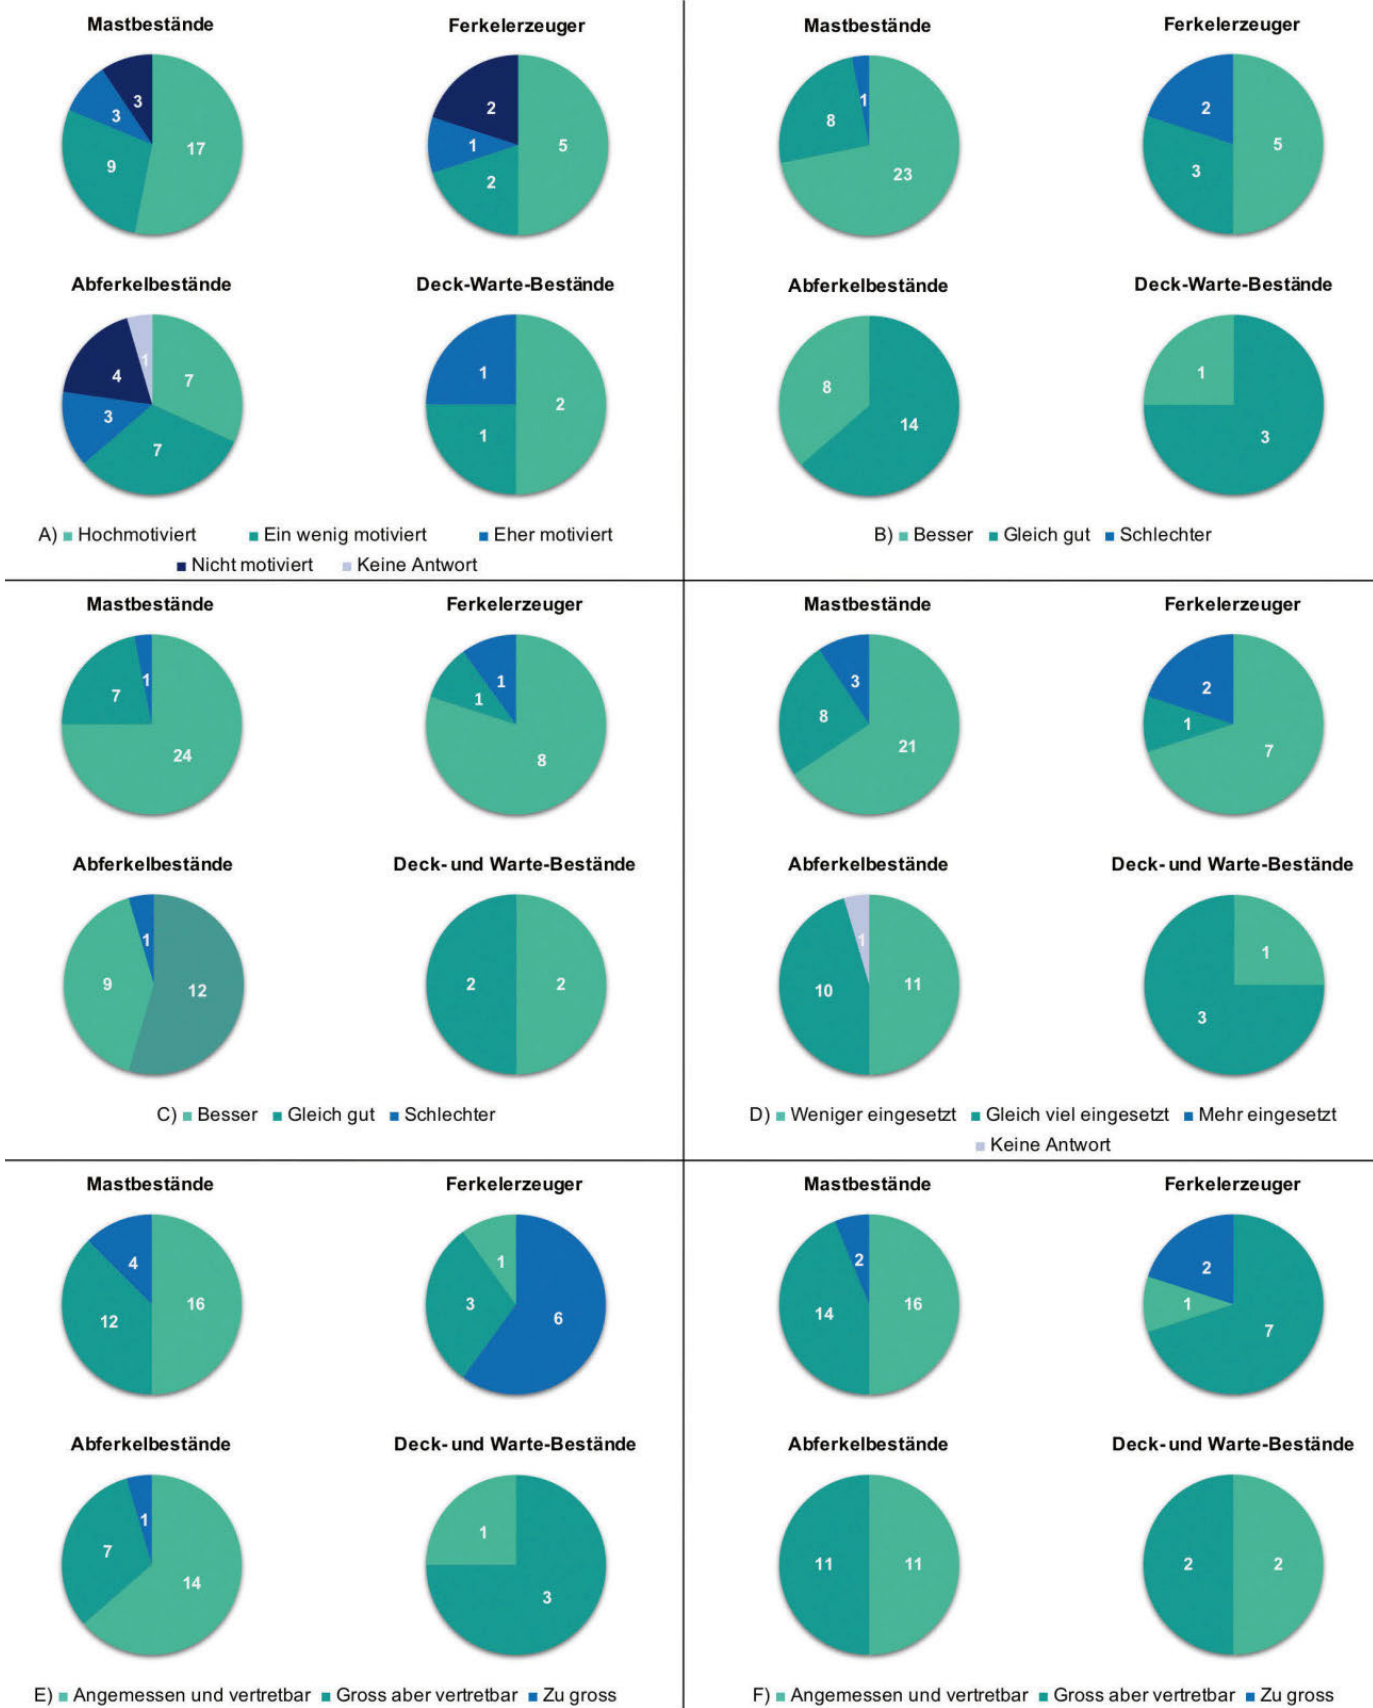 Mastbestände
Ferkelerzeuger
3
3
17
9
2
1
5
2
Abferkelbestände
Deck-Warte-Bestände
1
4
7
3
7
1
2
1
A) Hochmotiviert Ein wenig motiviert Eher motiviert
Nicht motiviert Keine Antwort
Mastbestände
Ferkelerzeuger
1
8
23
2
5
3
Abferkelbestände
Deck-Warte-Bestände
8
14
1
3
B) Besser Gleich gut Schlechter
Mastbestände
Ferkelerzeuger
1
7
24
1
1
8
Abferkelbestände
Deck- und Warte-Bestände
1
9
12
2
2
C) Besser Gleich gut Schlechter
Mastbestände
Ferkelerzeuger
3
8
21
2
1
7
Abferkelbestände
Deck- und Warte-Bestände
1
10
11
1
3
D) Weniger eingesetzt Gleich viel eingesetzt Mehr eingesetzt
Keine Antwort
Mastbestände
Ferkelerzeuger
4
16
12
1
3
6
Abferkelbestände
Deck- und Warte-Bestände
1
7
14
1
3
E) Angemessen und vertretbar Gross aber vertretbar Zu gross
Mastbestände
Ferkelerzeuger
2
14
16
2
1
7
Abferkelbestände
Deck- und Warte-Bestände
11
11
2
2
F) Angemessen und vertretbar Gross aber vertretbar Zu gross